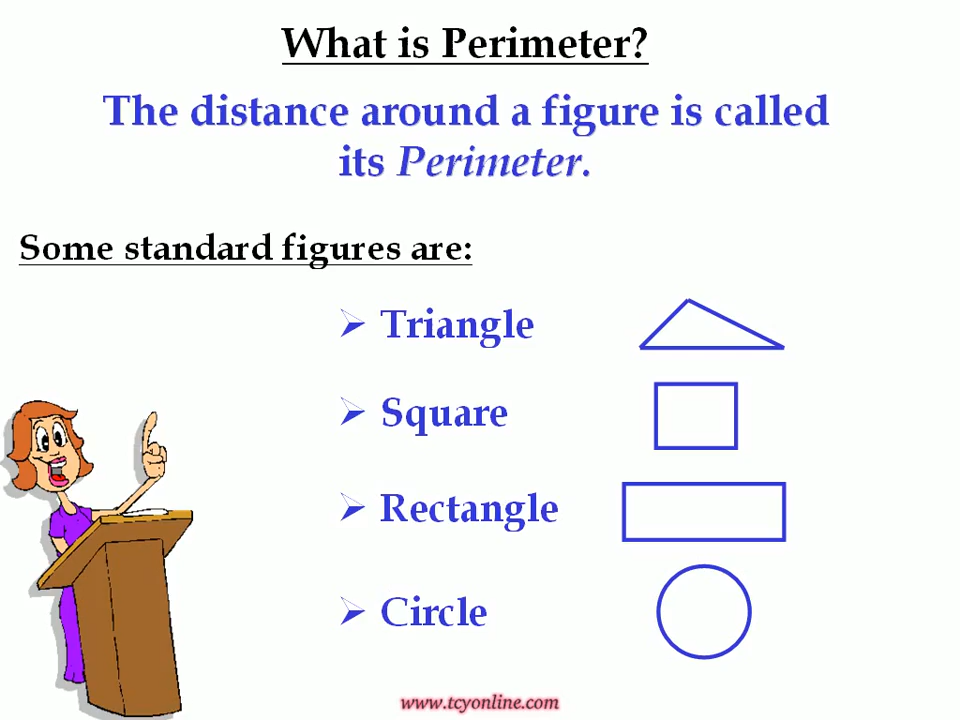 What is Perimeter?
The distance around a figure is called
its Perimeter.
Some standard figures are:
Triangle
Square
Rectangle
Circle
www.tcyonline.com